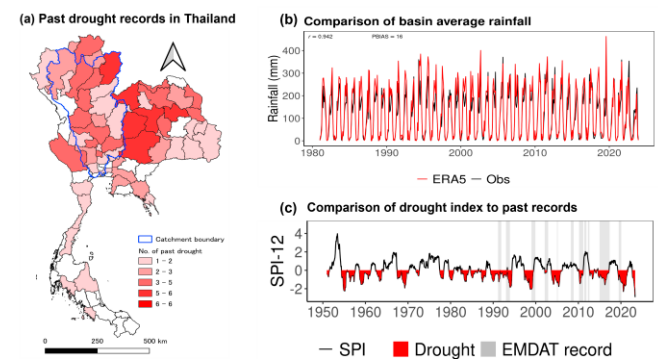 (a) Past drought records in Thailand
Catchment boundary
No. of past drought
1 - 2
2 - 3
3 - 5
5 - 6
6 - 6
0 250 500 km
(b) Comparison of basin average rainfall
r = 0.942 PBIAS = 16
Rainfall (mm)
400
300
200
100
0
1980 1990 2000 2010 2020
ERA5 Obs
(c) Comparison of drought index to past records
SPI-12
4
2
0
-2
1950 1960 1970 1980 1990 2000 2010 2020
SPI Drought EMDAT record